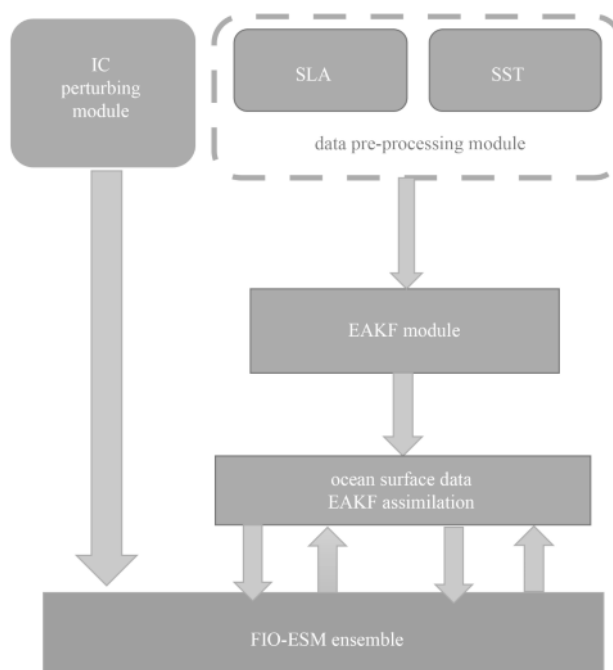 IC
perturbing
module
SLA
SST
data pre-processing module
EAKF module
ocean surface data
EAKF assimilation
FIO-ESM ensemble